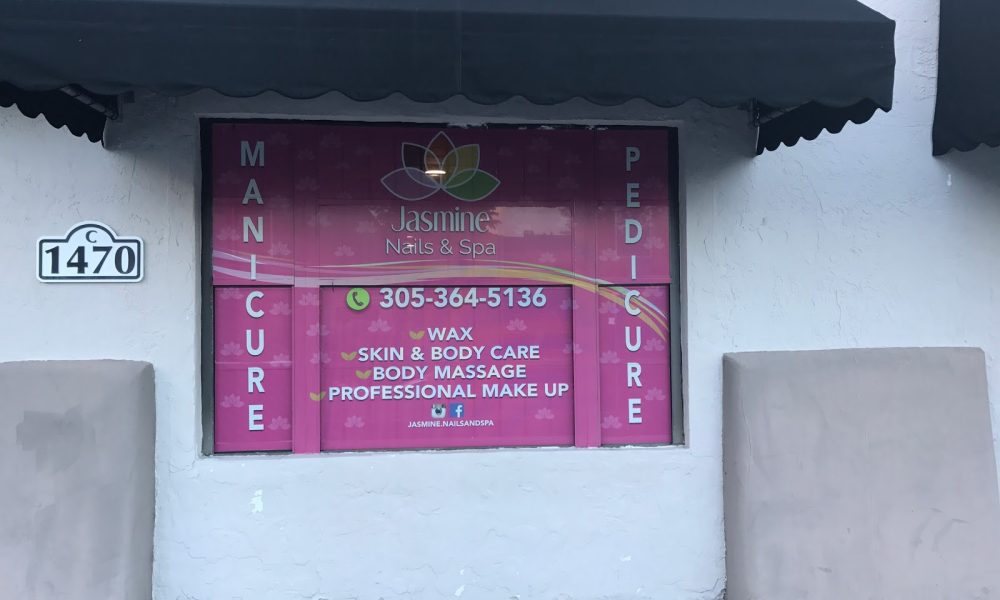 C
1470
MANICURE
Jasmine
Nails & Spa
305-364-5136
WAX
SKIN & BODY CARE
BODY MASSAGE
PROFESSIONAL MAKE UP
JASMINE.NAILSANDSPA
PEDICURE